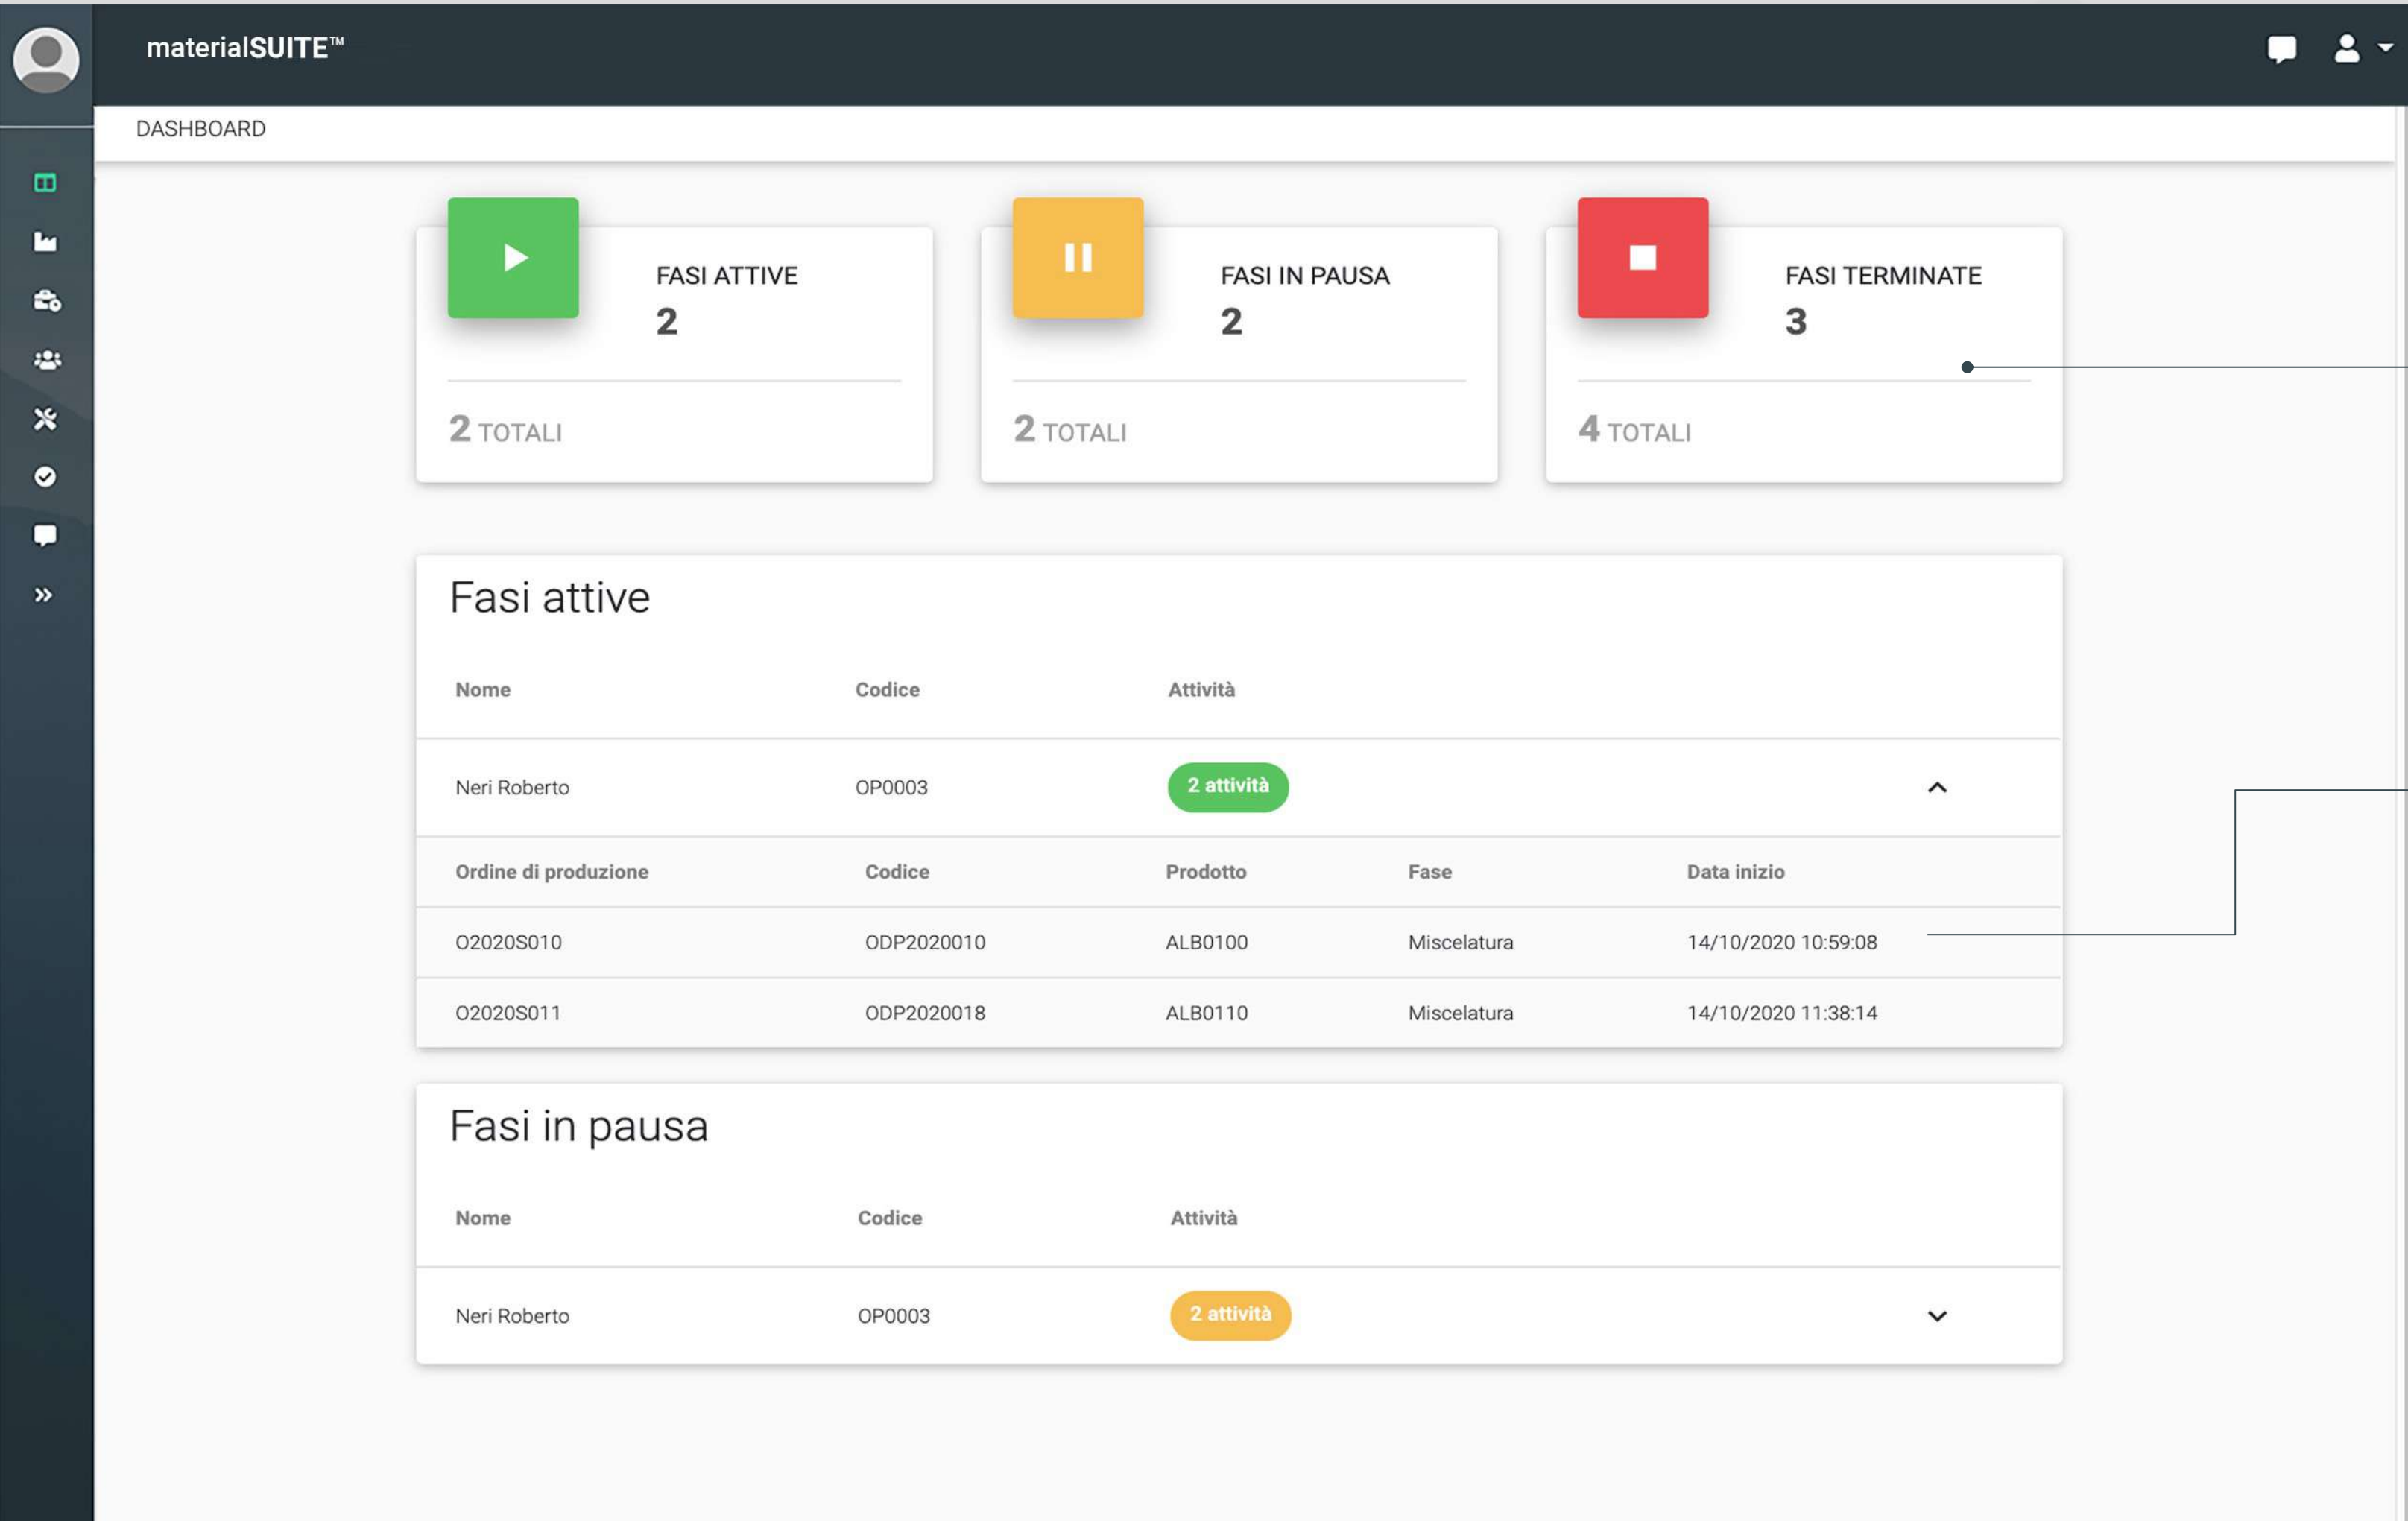 materialSUITE™
DASHBOARD
FASI ATTIVE
2
2 TOTALI
FASI IN PAUSA
2
2 TOTALI
FASI TERMINATE
3
4 TOTALI
Fasi attive
Nome Codice Attività
Neri Roberto OP0003 2 attività
Ordine di produzione Codice Prodotto Fase Data inizio
O2020S010 ODP2020010 ALB0100 Miscelatura 14/10/2020 10:59:08
O2020S011 ODP2020018 ALB0110 Miscelatura 14/10/2020 11:38:14
Fasi in pausa
Nome Codice Attività
Neri Roberto OP0003 2 attività